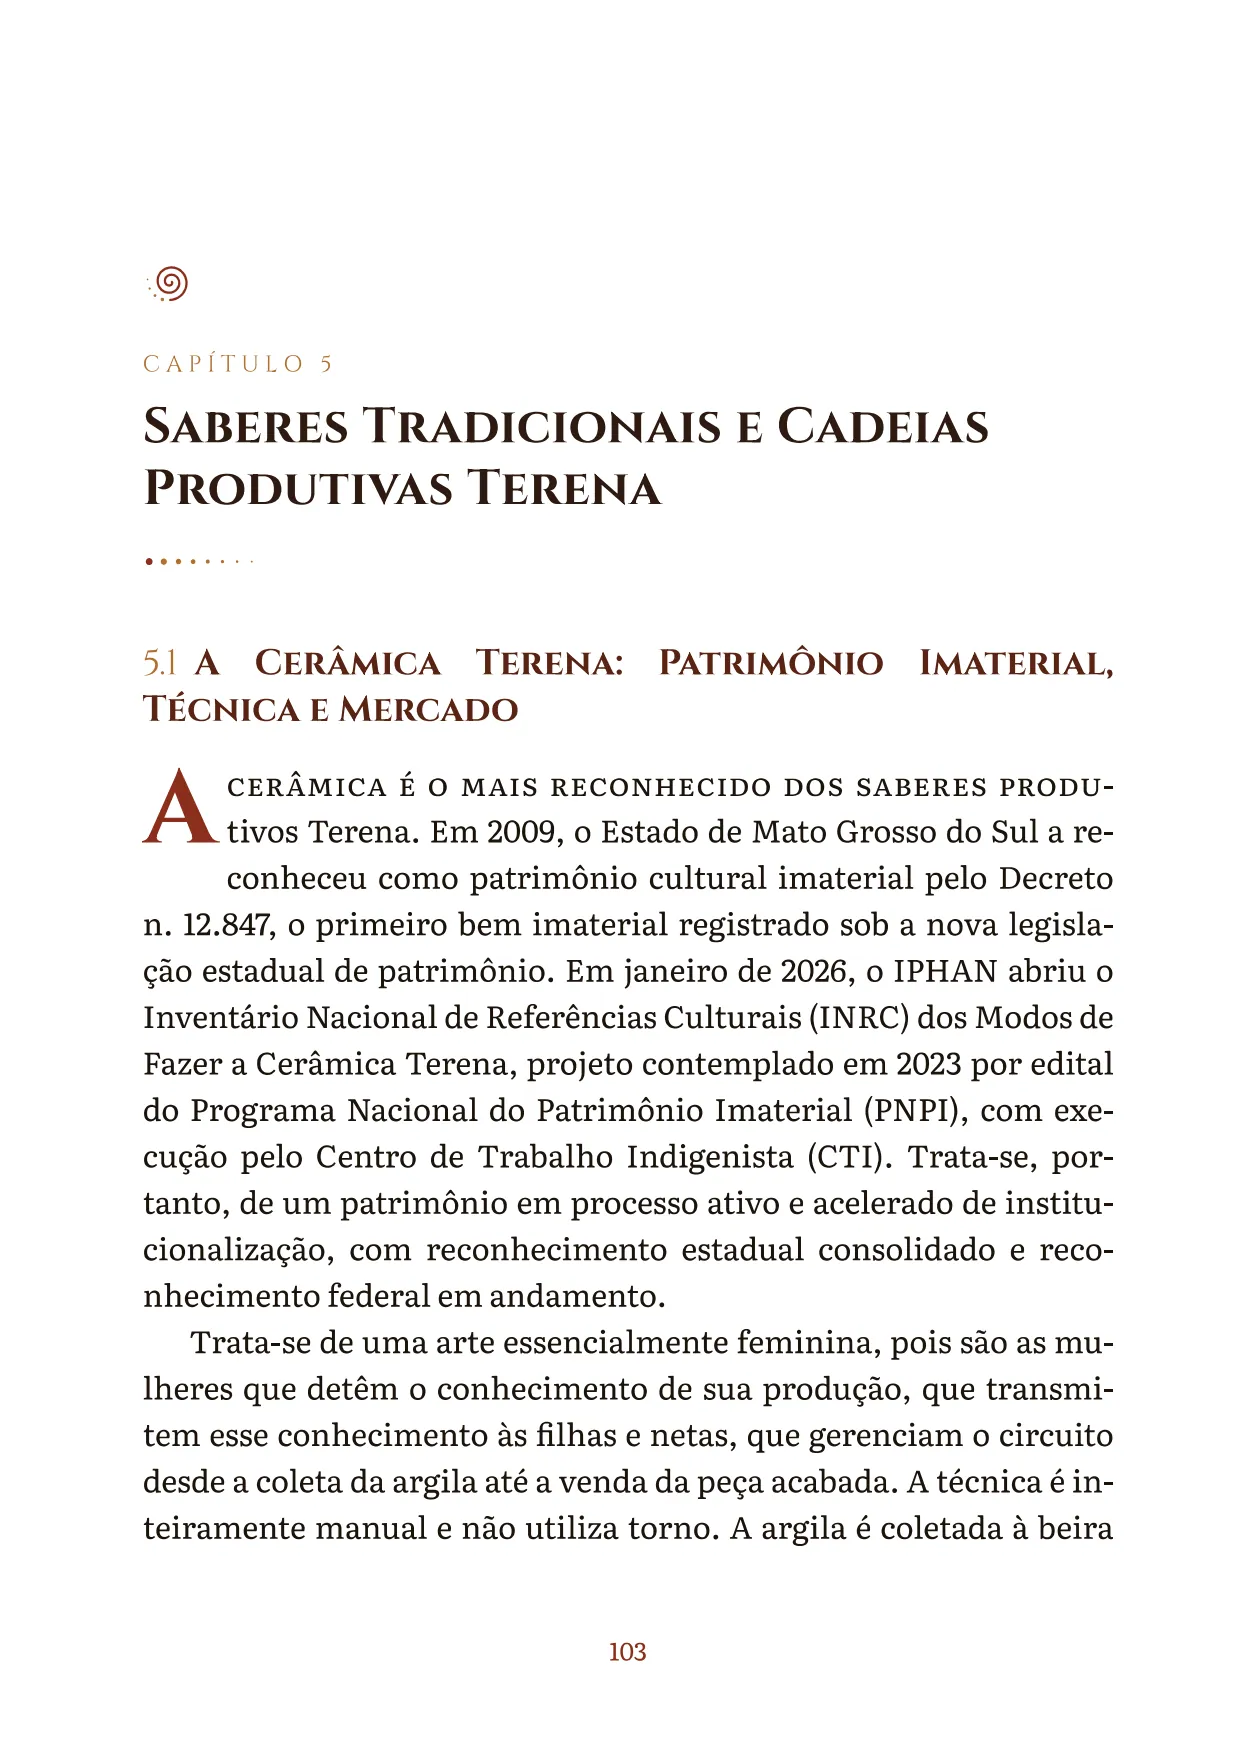 CAPÍTULO 5
SABERES TRADICIONAIS E CADEIAS
PRODUTIVAS TERENA
5.1 A CERÂMICA TERENA: PATRIMÔNIO IMATERIAL,
TÉCNICA E MERCADO
A CERÂMICA É O MAIS RECONHECIDO DOS SABERES PRODU-
tivos Terena. Em 2009, o Estado de Mato Grosso do Sul a re-
conheceu como patrimônio cultural imaterial pelo Decreto
n. 12.847, o primeiro bem imaterial registrado sob a nova legisla-
ção estadual de patrimônio. Em janeiro de 2026, o IPHAN abriu o
Inventário Nacional de Referências Culturais (INRC) dos Modos de
Fazer a Cerâmica Terena, projeto contemplado em 2023 por edital
do Programa Nacional do Patrimônio Imaterial (PNPI), com exe-
cução pelo Centro de Trabalho Indigenista (CTI). Trata-se, por-
tanto, de um patrimônio em processo ativo e acelerado de institu-
cionalização, com reconhecimento estadual consolidado e reco-
nhecimento federal em andamento.
Trata-se de uma arte essencialmente feminina, pois são as mu-
lheres que detêm o conhecimento de sua produção, que transmi-
tem esse conhecimento às filhas e netas, que gerenciam o circuito
desde a coleta da argila até a venda da peça acabada. A técnica é in-
teiramente manual e não utiliza torno. A argila é coletada à beira
103